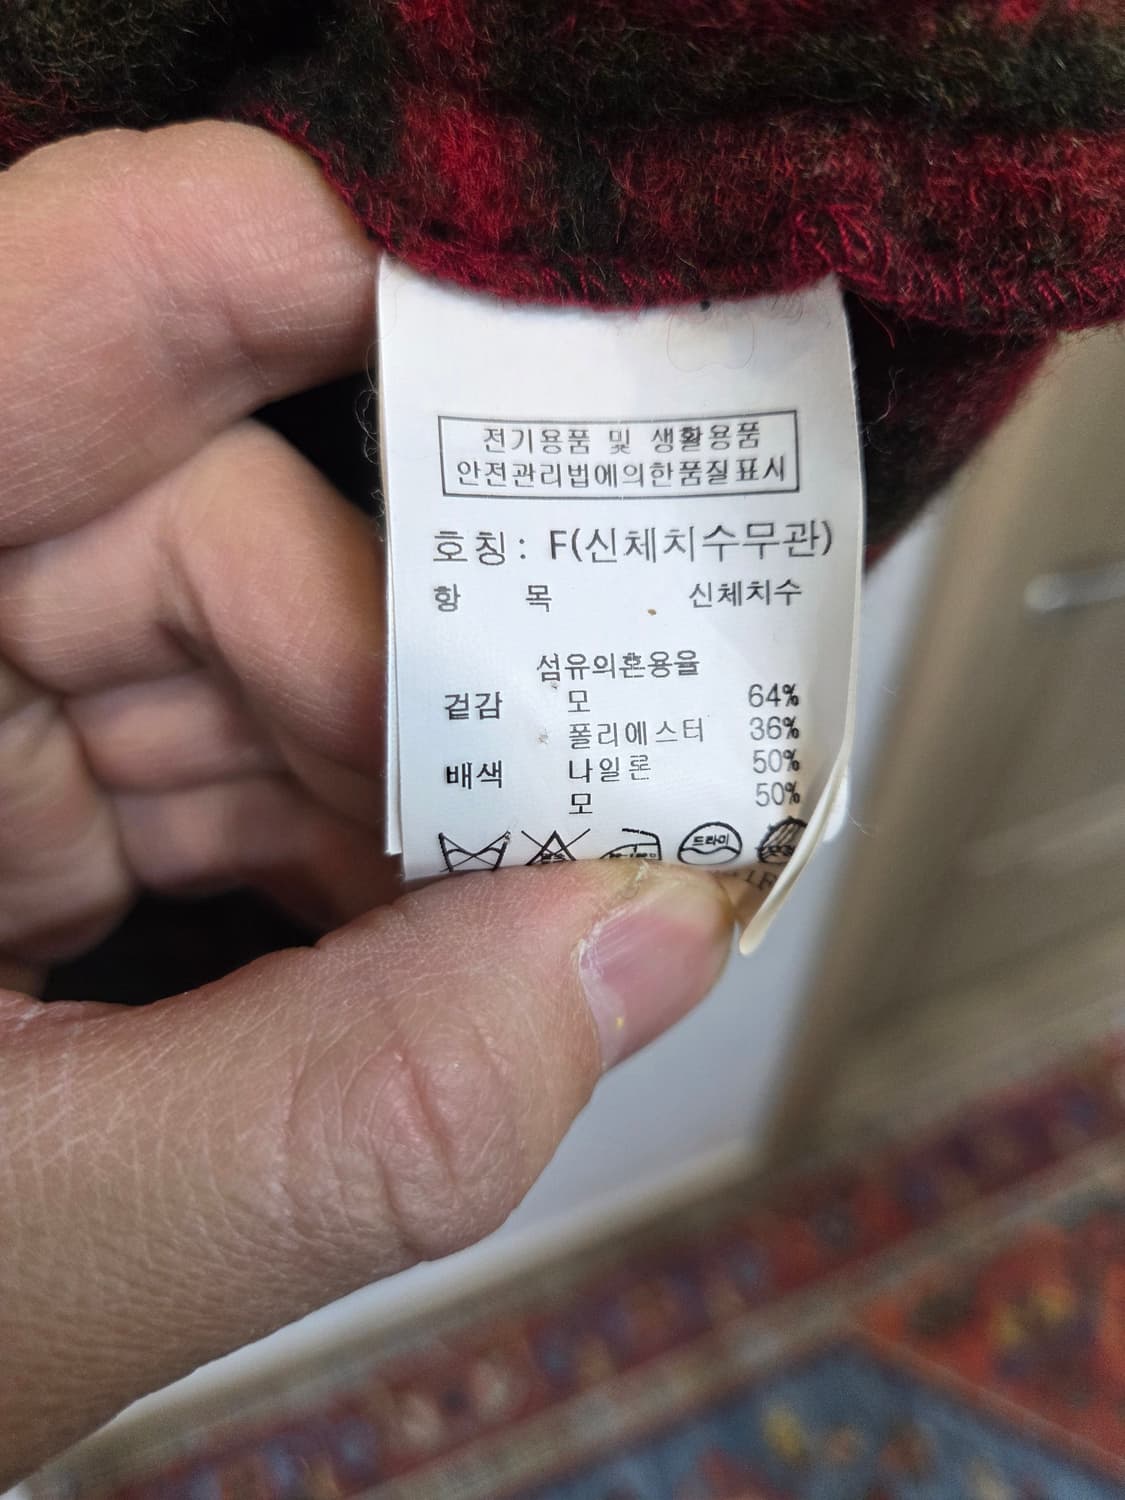 전기용품 및 생활용품
안전관리법에의한품질표시
호칭: F(신체치수무관)
항 목 신체치수
섬유의혼용율
겉감 모 64%
폴리에스터 36%
배색 나일론 50%
모 50%
드라이